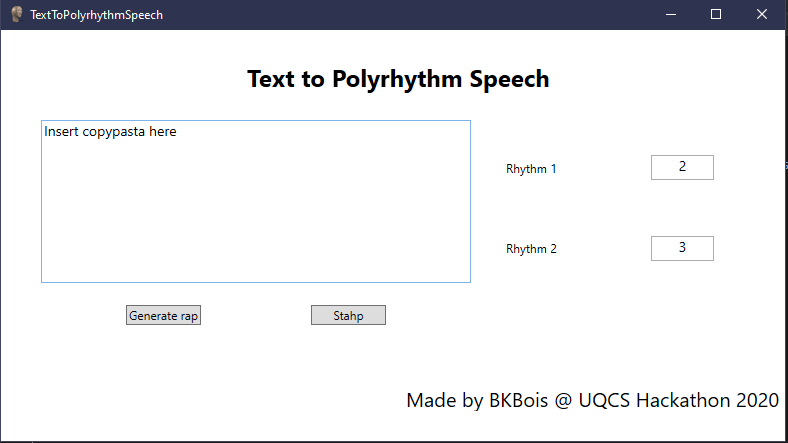 TextToPolyrhythmSpeech
Text to Polyrhythm Speech
Insert copypasta here
Rhythm 1
2
Rhythm 2
3
Generate rap
Stahp
Made by BKBois @ UQCS Hackathon 2020